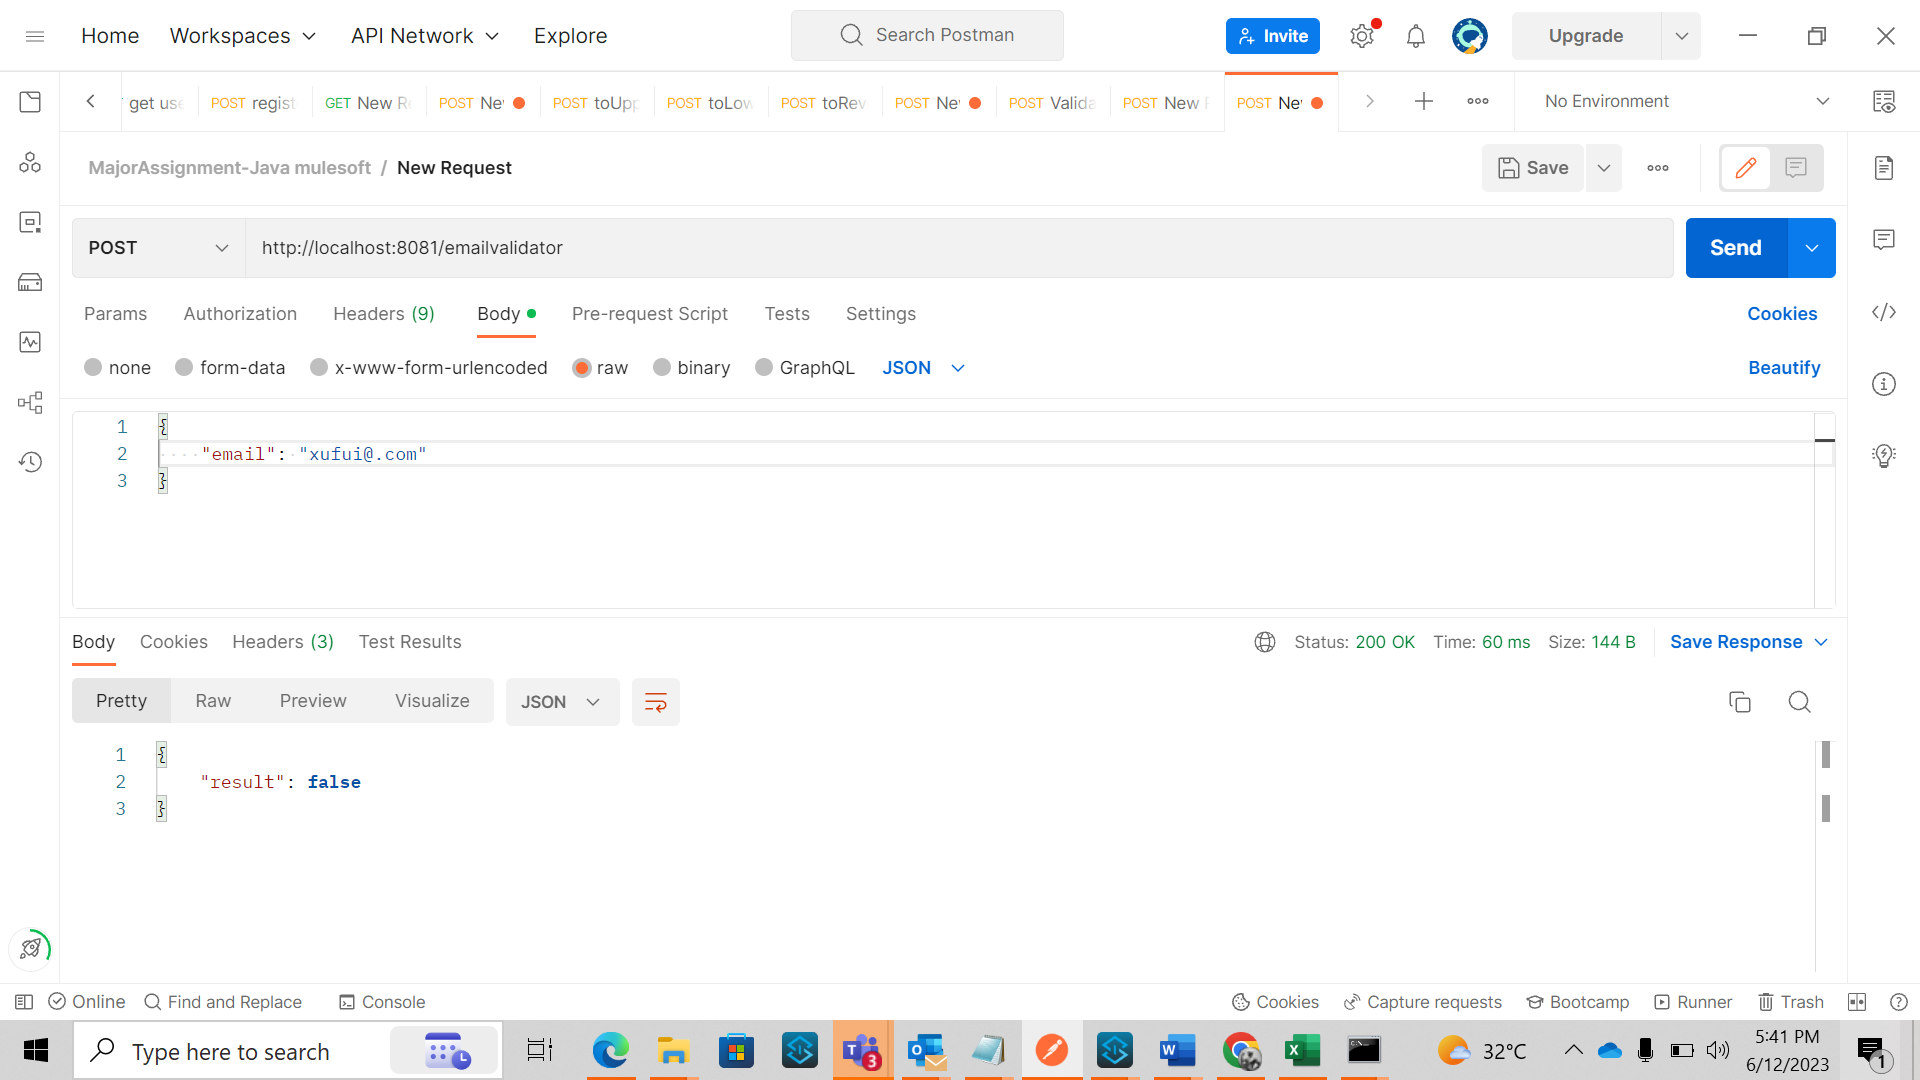 Home Workspaces API Network Explore Search Postman Invite Upgrade
get use POST regist GET New Re POST Ne POST toUpp POST toLow POST toRev POST Ne POST Valida POST New POST Ne No Environment
MajorAssignment-Java mulesoft / New Request Save
POST http://localhost:8081/emailvalidator Send
Params Authorization Headers (9) Body Pre-request Script Tests Settings Cookies
none form-data x-www-form-urlencoded raw binary GraphQL JSON Beautify
1 {
2 "email": "xufui@.com"
3 }
Body Cookies Headers (3) Test Results Status: 200 OK Time: 60 ms Size: 144 B Save Response
Pretty Raw Preview Visualize JSON
1 {
2 "result": false
3 }
Online Find and Replace Console Cookies Capture requests Bootcamp Runner Trash
Type here to search 3 32°C 5:41 PM
6/12/2023 1